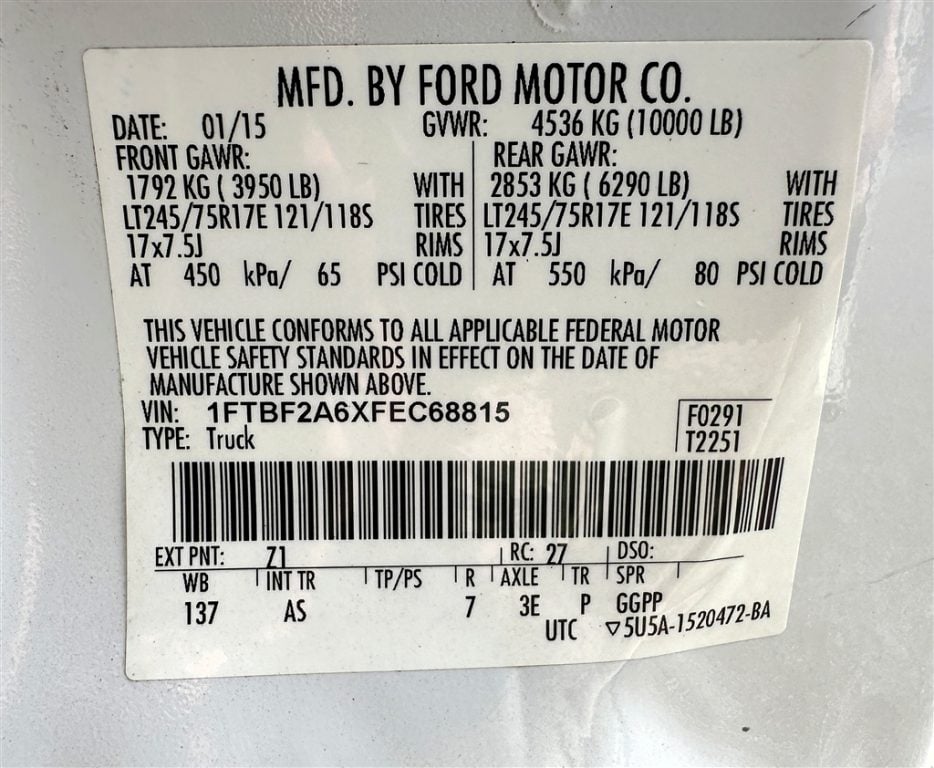 MFD. BY FORD MOTOR CO.
DATE: 01/15 GVWR: 4536 KG (10000 LB)
FRONT GAWR: REAR GAWR:
1792 KG ( 3950 LB) WITH 2853 KG ( 6290 LB) WITH
LT245/75R17E 121/118S TIRES LT245/75R17E 121/118S TIRES
17x7.5J RIMS 17x7.5J RIMS
AT 450 kPa/ 65 PSI COLD AT 550 kPa/ 80 PSI COLD
THIS VEHICLE CONFORMS TO ALL APPLICABLE FEDERAL MOTOR
VEHICLE SAFETY STANDARDS IN EFFECT ON THE DATE OF
MANUFACTURE SHOWN ABOVE.
VIN: 1FTBF2A6XFEC68815 F0291
TYPE: Truck T2251
EXT PNT: Z1 RC: 27 DSO:
WB INT TR TP/PS R AXLE TR SPR
137 AS 7 3E P GGPP
UTC ▽5U5A-1520472-BA